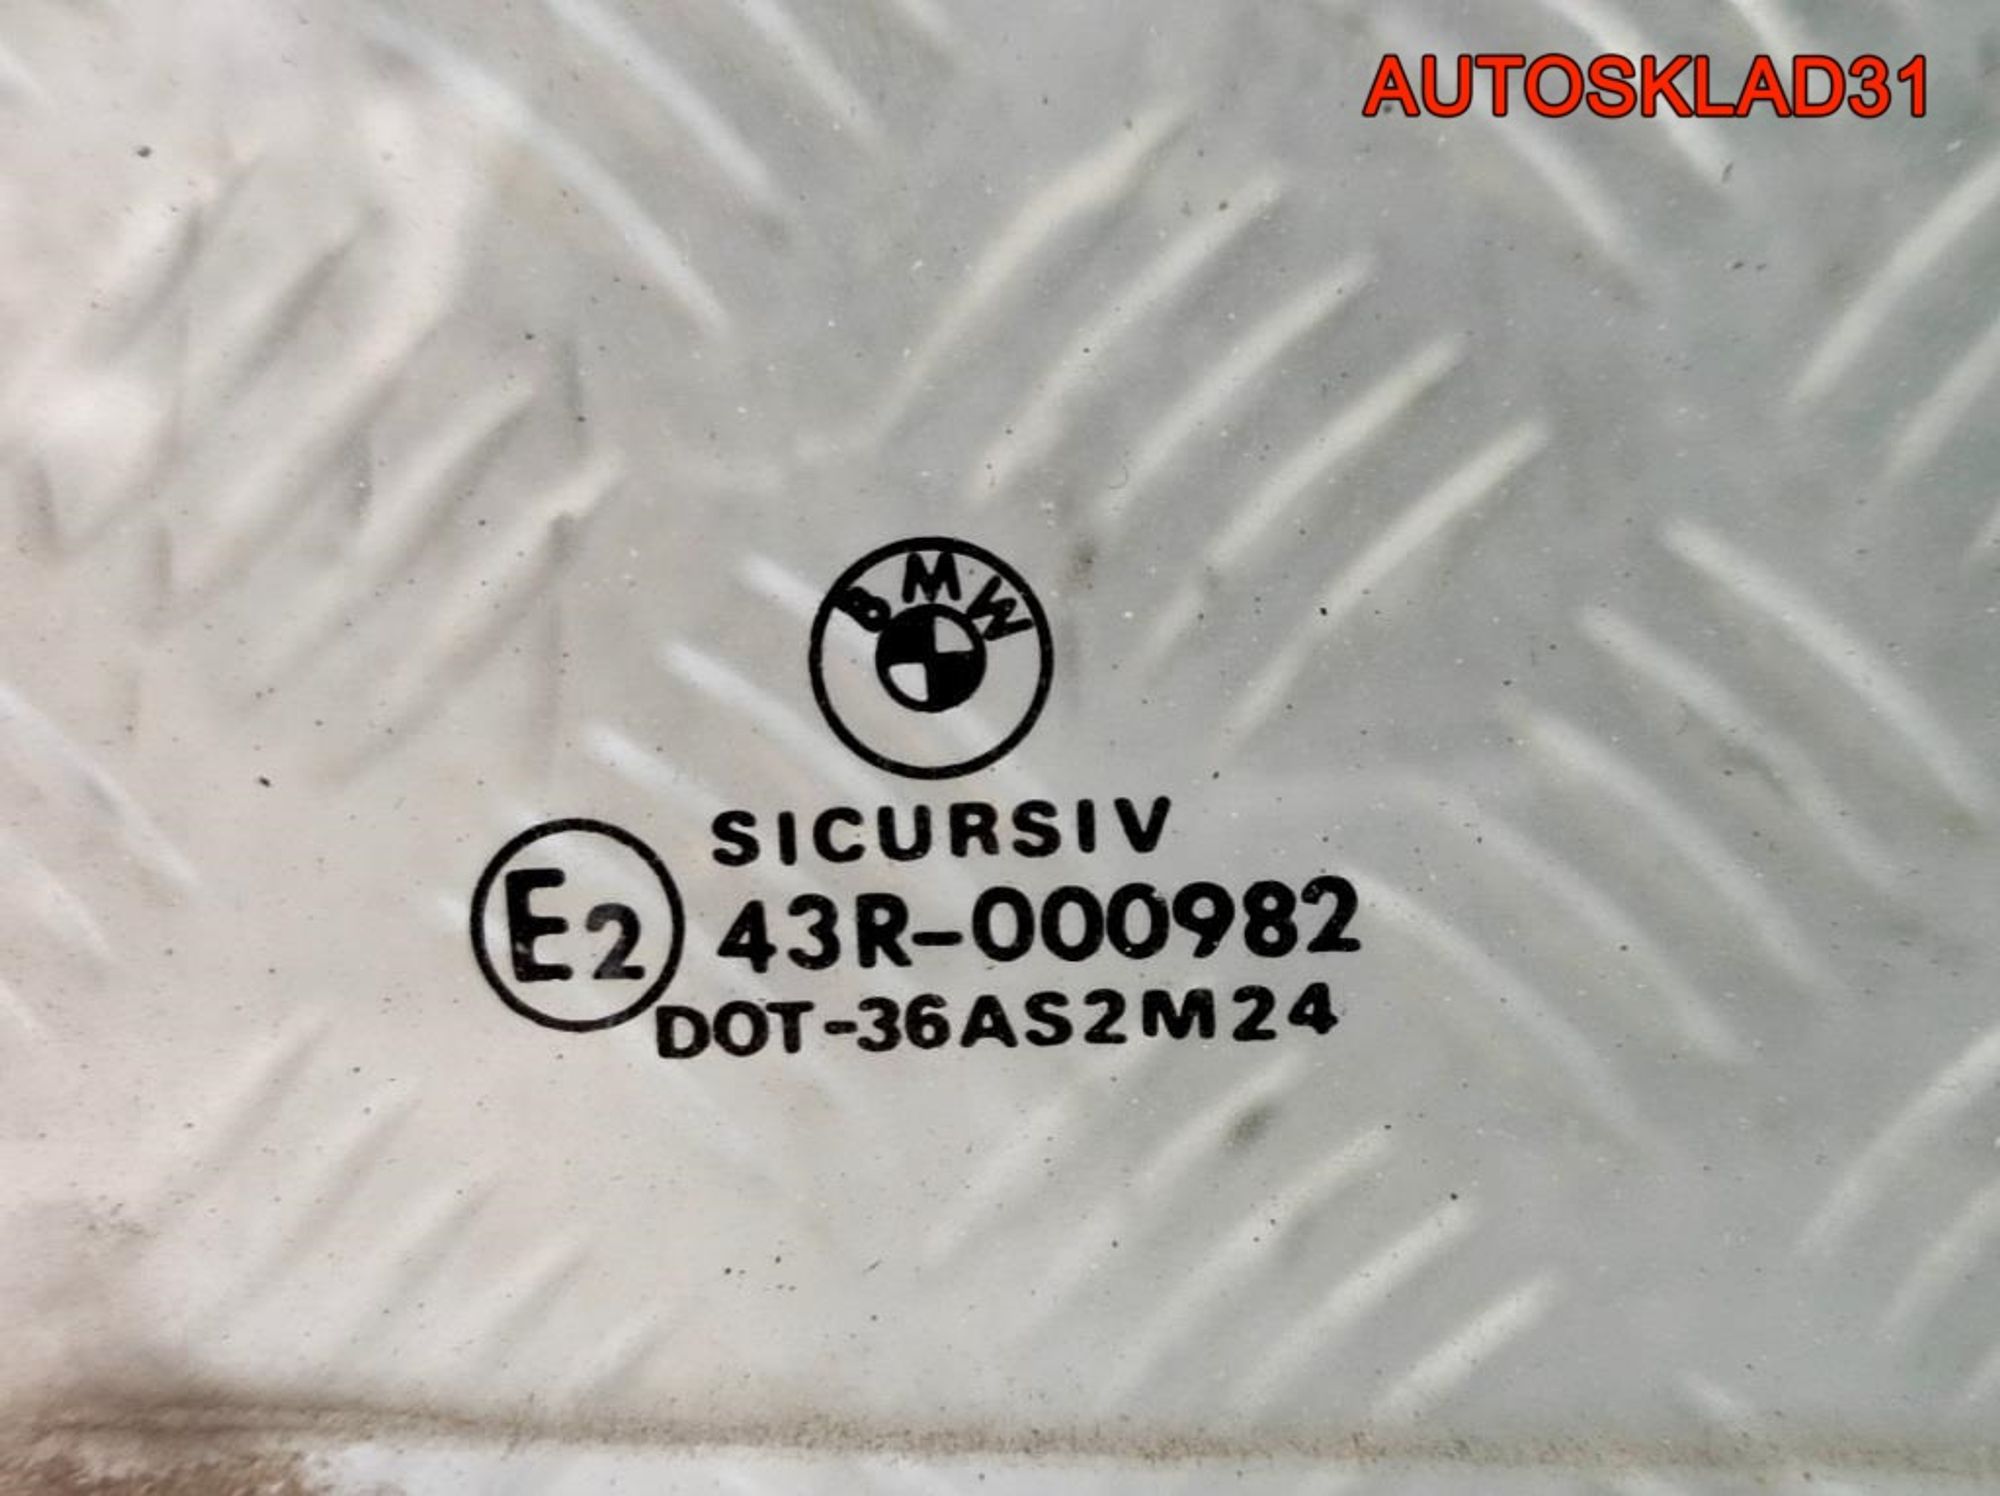 AUTOSKLAD31
BMW
SICURSIV
E2 43R-000982
DOT-36AS2M24